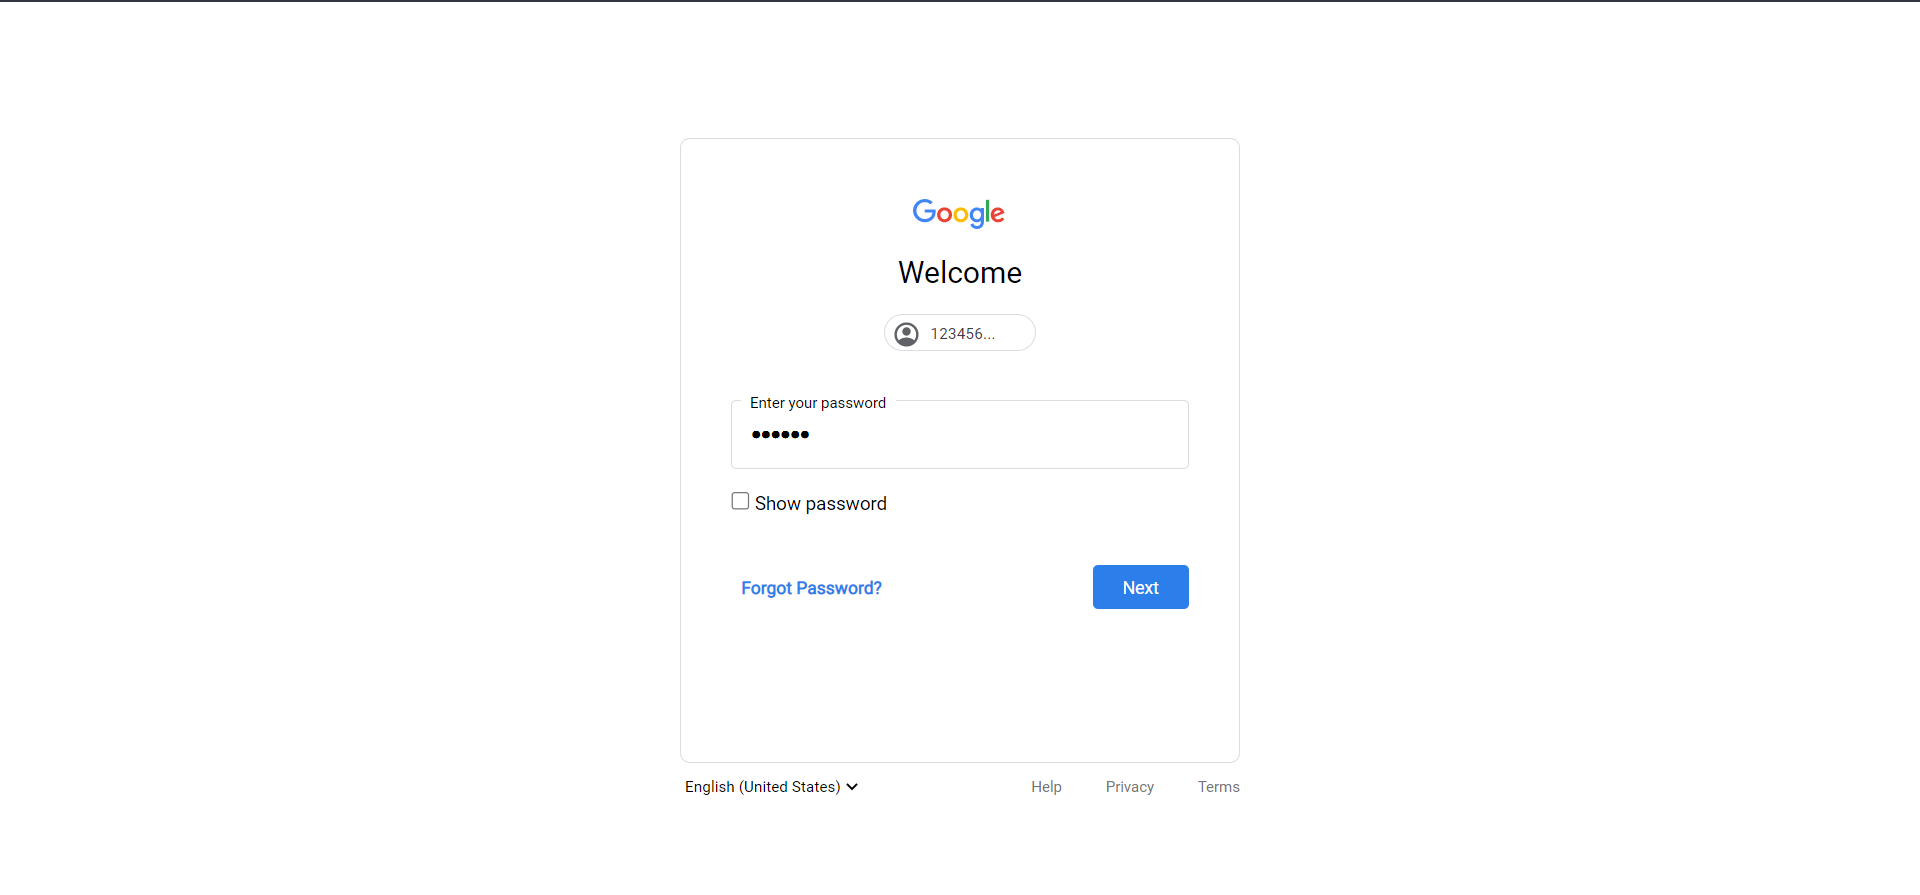 Google
Welcome
123456...
Enter your password
••••••
Show password
Forgot Password? Next
English (United States) Help Privacy Terms